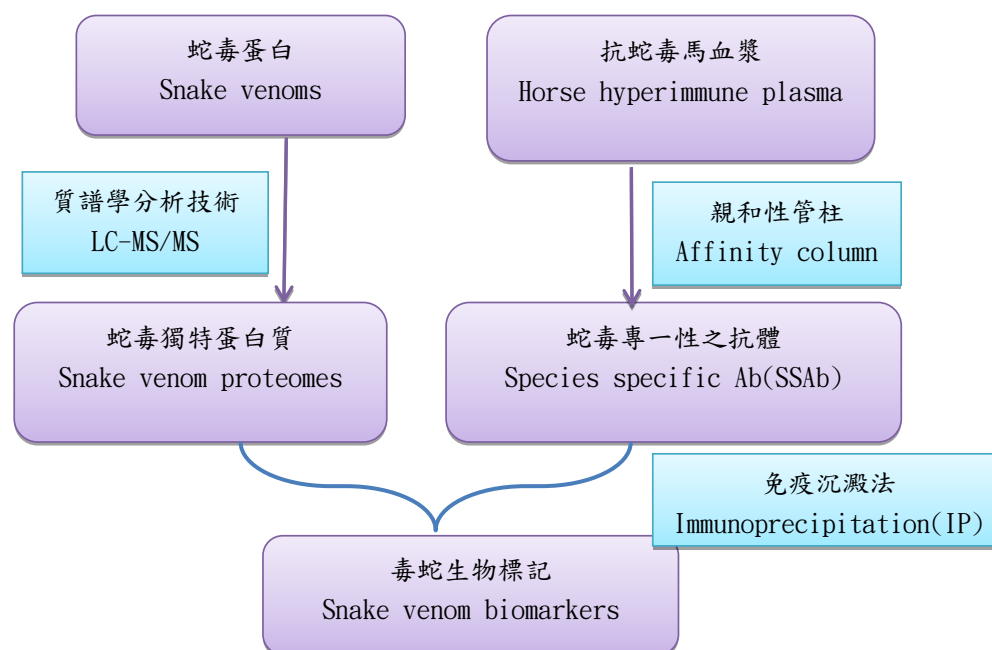 蛇毒蛋白
Snake venoms
抗蛇毒馬血漿
Horse hyperimmune plasma
質譜學分析技術
LC-MS/MS
親和性管柱
Affinity column
蛇毒獨特蛋白質
Snake venom proteomes
蛇毒專一性之抗體
Species specific Ab(SSAb)
免疫沉澱法
Immunoprecipitation(IP)
毒蛇生物標記
Snake venom biomarkers